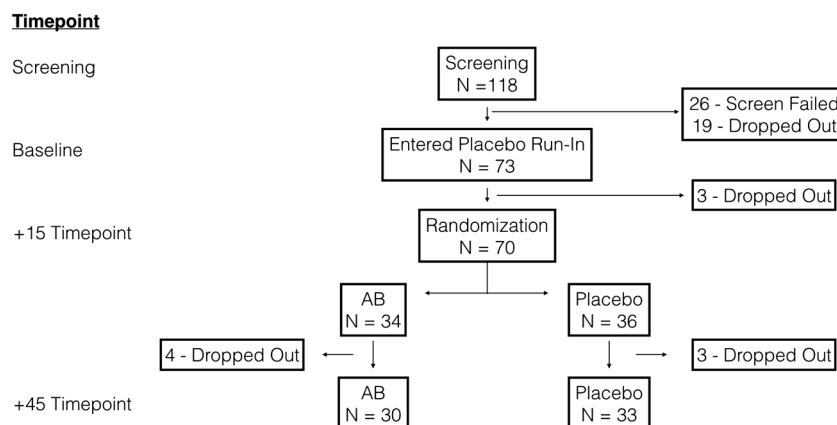 Timepoint
Screening
Screening
N =118
26 - Screen Failed
19 - Dropped Out
Baseline
Entered Placebo Run-In
N = 73
3 - Dropped Out
+15 Timepoint
Randomization
N = 70
AB
N = 34
Placebo
N = 36
4 - Dropped Out
3 - Dropped Out
+45 Timepoint
AB
N = 30
Placebo
N = 33